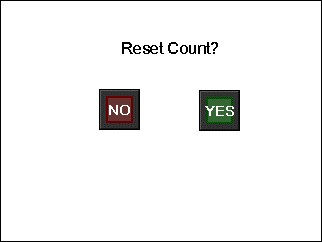 Reset Count?
NO YES